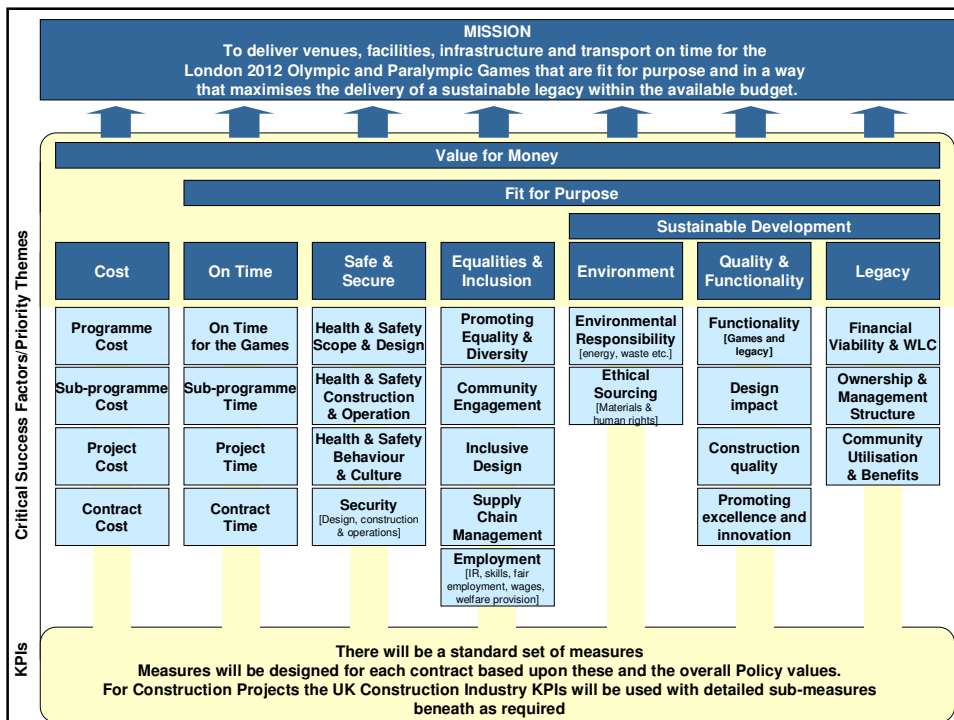 MISSION
To deliver venues, facilities, infrastructure and transport on time for the
London 2012 Olympic and Paralympic Games that are fit for purpose and in a way
that maximises the delivery of a sustainable legacy within the available budget.
Value for Money
Fit for Purpose
Sustainable Development
Critical Success Factors/Priority Themes
Cost
Programme
Cost
Sub-programme
Cost
Project
Cost
Contract
Cost
On Time
On Time
for the Games
Sub-programme
Time
Project
Time
Contract
Time
Safe &
Secure
Health & Safety
Scope & Design
Health & Safety
Construction
& Operation
Health & Safety
Behaviour
& Culture
Security
[Design, construction
& operations]
Equalities &
Inclusion
Promoting
Equality &
Diversity
Community
Engagement
Inclusive
Design
Supply
Chain
Management
Employment
[IR, skills, fair
employment, wages,
welfare provision]
Environment
Environmental
Responsibility
[energy, waste etc.]
Ethical
Sourcing
[Materials &
human rights]
Quality &
Functionality
Functionality
[Games and
legacy]
Design
impact
Construction
quality
Promoting
excellence and
innovation
Legacy
Financial
Viability & WLC
Ownership &
Management
Structure
Community
Utilisation
& Benefits
KPIs
There will be a standard set of measures
Measures will be designed for each contract based upon these and the overall Policy values.
For Construction Projects the UK Construction Industry KPIs will be used with detailed sub-measures
beneath as required